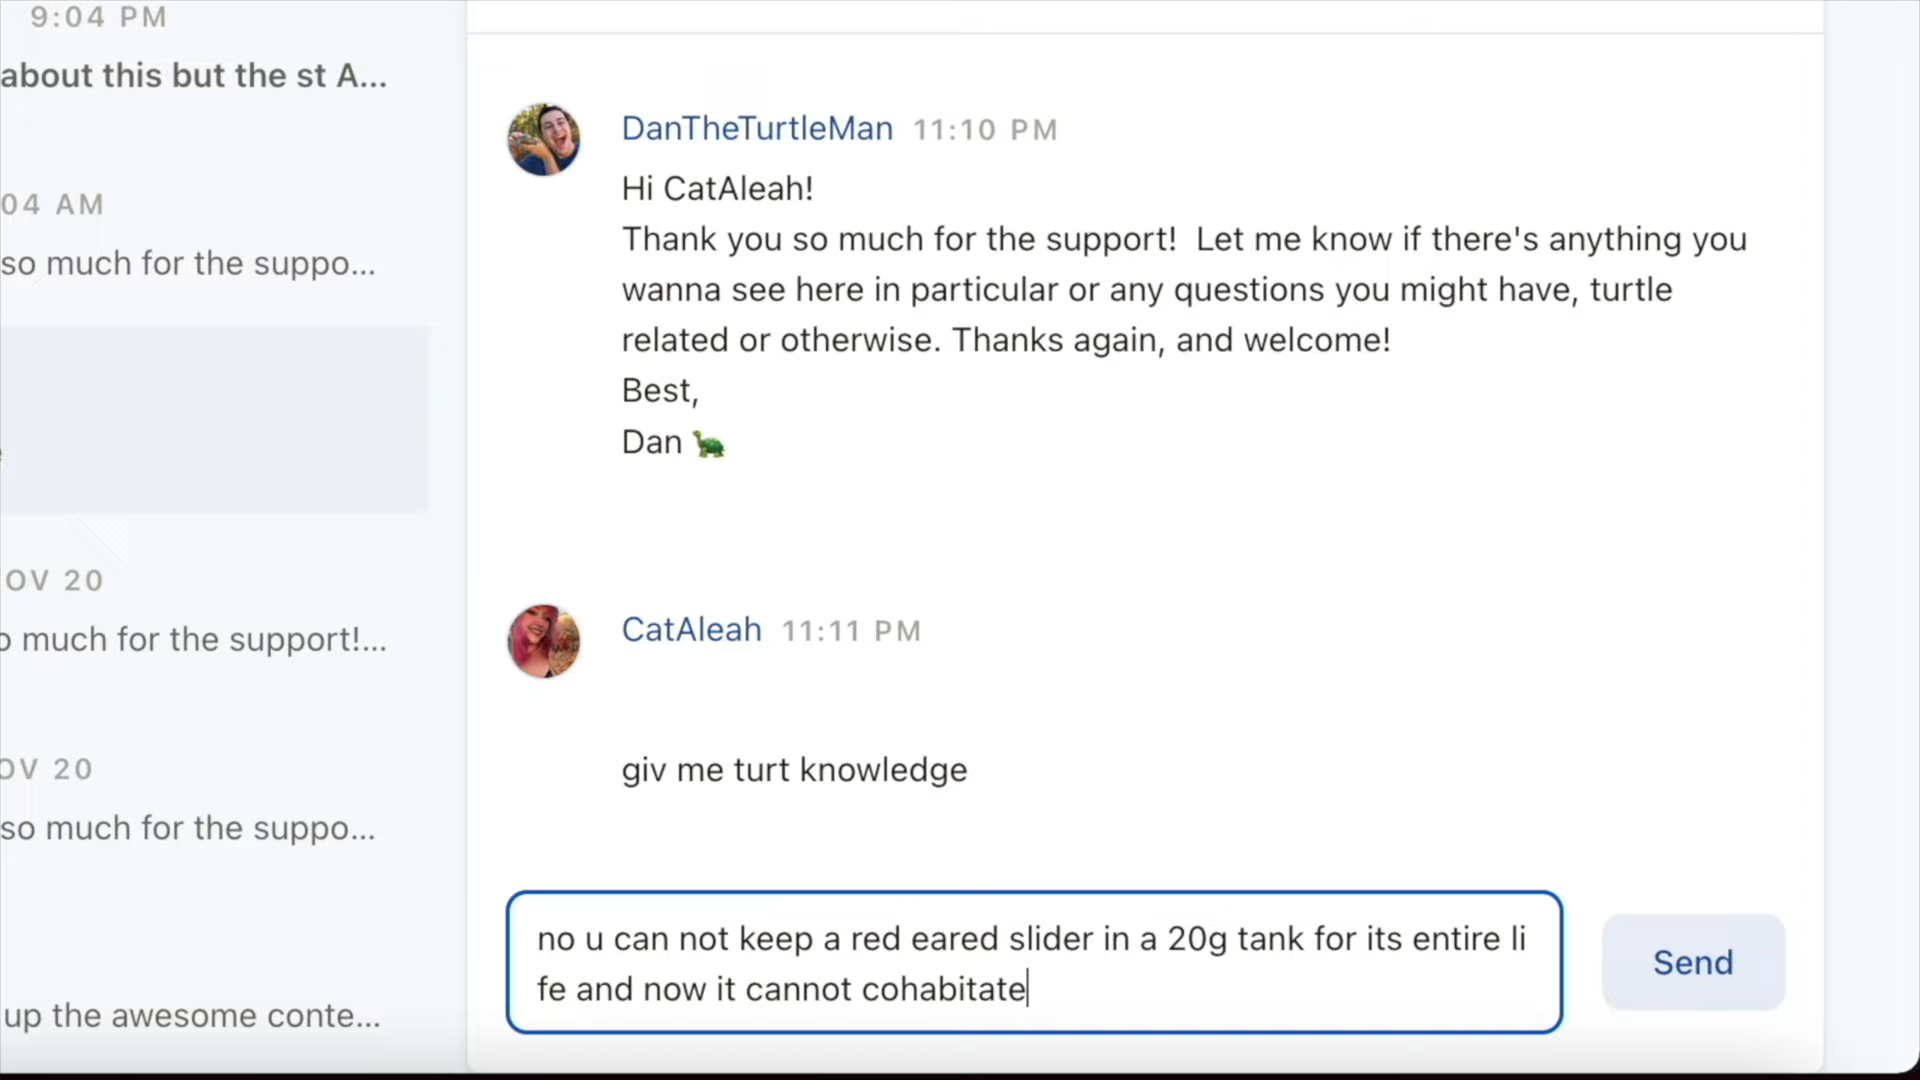 9:04 PM
about this but the st A...
04 AM
so much for the suppo...
OV 20
o much for the support!...
OV 20
so much for the suppo...
up the awesome conte...
DanTheTurtleMan 11:10 PM
Hi CatAleah!
Thank you so much for the support!  Let me know if there's anything you
wanna see here in particular or any questions you might have, turtle
related or otherwise. Thanks again, and welcome!
Best,
Dan 🐢
CatAleah 11:11 PM
giv me turt knowledge
no u can not keep a red eared slider in a 20g tank for its entire li
fe and now it cannot cohabitate
Send